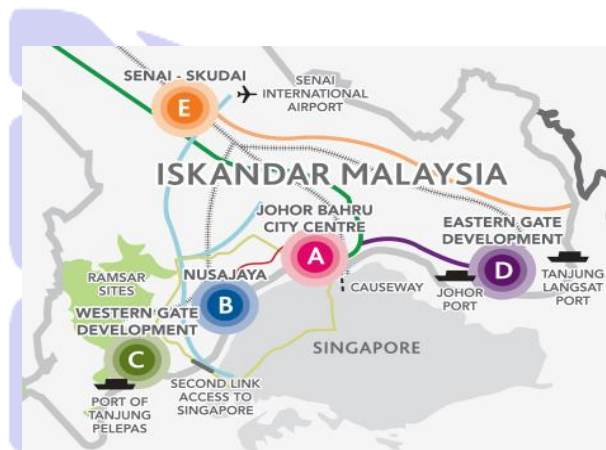 SENAI - SKUDAI
E
SENAI
INTERNATIONAL
AIRPORT
ISKANDAR MALAYSIA
JOHOR BAHRU
CITY CENTRE
A
EASTERN GATE
DEVELOPMENT
D
RAMSAR
SITES
NUSAJAYA
B
CAUSEWAY
JOHOR
PORT
TANJUNG
LANGSAT
PORT
WESTERN GATE
DEVELOPMENT
C
SINGAPORE
PORT OF
TANJUNG
PELEPAS
SECOND LINK
ACCESS TO
SINGAPORE